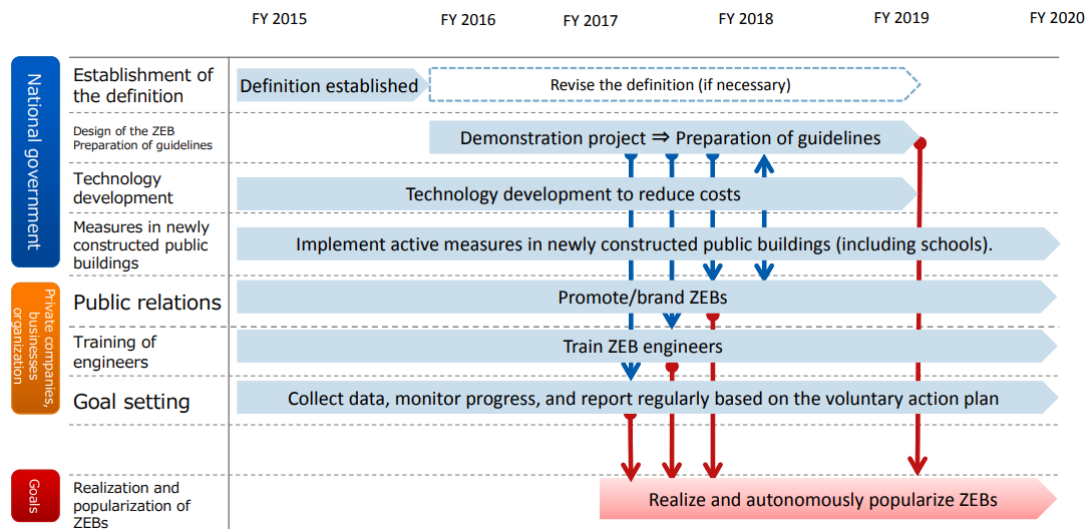 FY 2015 FY 2016 FY 2017 FY 2018 FY 2019 FY 2020
National government
Establishment of
the definition
Definition established
Revise the definition (if necessary)
Design of the ZEB
Preparation of guidelines
Demonstration project ⇒ Preparation of guidelines
Technology
development
Technology development to reduce costs
Measures in newly
constructed public
buildings
Implement active measures in newly constructed public buildings (including schools).
Private companies,
businesses
organization
Public relations
Promote/brand ZEBs
Training of
engineers
Train ZEB engineers
Goal setting
Collect data, monitor progress, and report regularly based on the voluntary action plan
Goals
Realization and
popularization of
ZEBs
Realize and autonomously popularize ZEBs